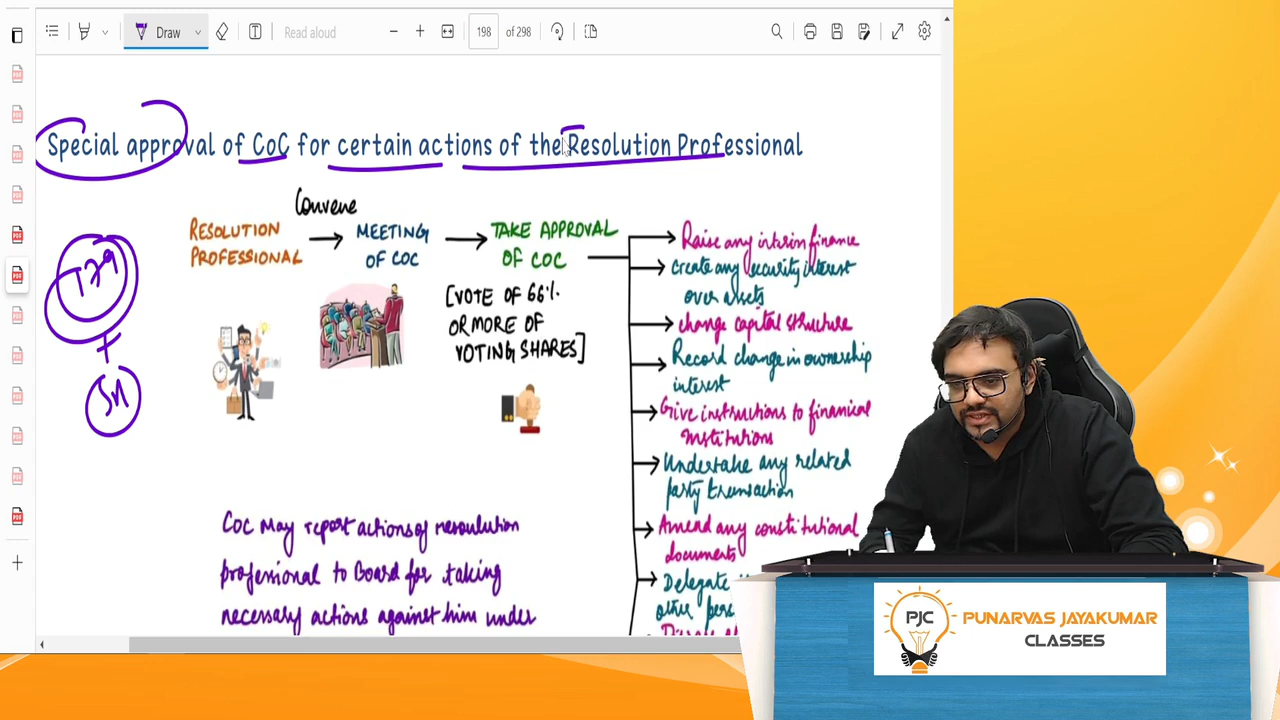 Draw
Read aloud
198
of 298
Special approval of CoC for certain actions of the Resolution Professional
Convene
RESOLUTION
PROFESSIONAL
MEETING
OF COC
TAKE APPROVAL
OF COC
[VOTE OF 66%
OR MORE OF
VOTING SHARES]
Raise any interim finance
Create any security interest
over assets
change capital structure
Record change in ownership
interest
Give instructions to financial
Institutions
Undertake any related
party transaction
Amend any constitutional
documents
Delegate
other
COC may report actions of resoulution
professional to Board for taking
necessary actions against him under
PJC
PUNARVAS JAYAKUMAR
CLASSES